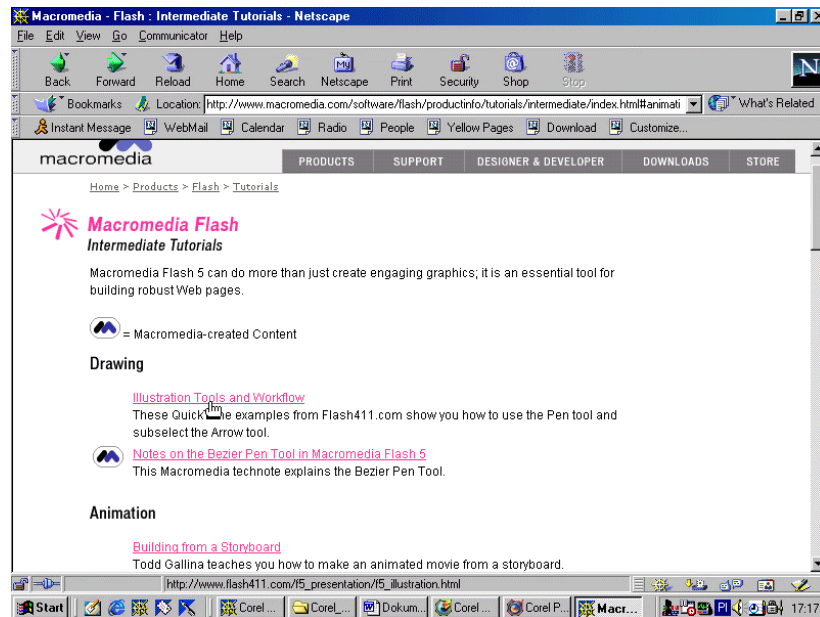 Macromedia - Flash : Intermediate Tutorials - Netscape
File Edit View Go Communicator Help
My
Back Forward Reload Home Search Netscape Print Security Shop Stop
N
Bookmarks Location: http://www.macromedia.com/software/flash/productinfo/tutorials/intermediate/index.html#animati What's Related
Instant Message WebMail Calendar Radio People Yellow Pages Download Customize...
macromedia PRODUCTS SUPPORT DESIGNER & DEVELOPER DOWNLOADS STORE
Home > Products > Flash > Tutorials
Macromedia Flash
Intermediate Tutorials
Macromedia Flash 5 can do more than just create engaging graphics; it is an essential tool for
building robust Web pages.
= Macromedia-created Content
Drawing
Illustration Tools and Workflow
These Quick examples from Flash411.com show you how to use the Pen tool and
subselect the Arrow tool.
Notes on the Bezier Pen Tool in Macromedia Flash 5
This Macromedia technote explains the Bezier Pen Tool.
Animation
Building from a Storyboard
Todd Gallina teaches you how to make an animated movie from a storyboard.
http://www.flash411.com/f5_presentation/f5_illustration.html
Start Corel ... Corel_... Dokum... Corel ... Corel P... Macr... Pl 17:17